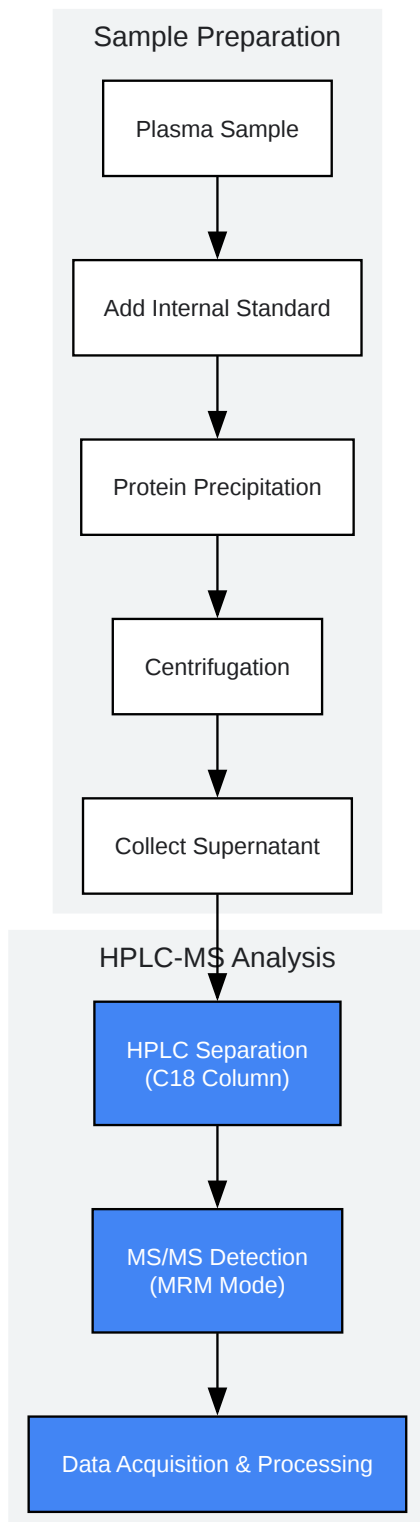 Sample Preparation
Plasma Sample
Add Internal Standard
Protein Precipitation
Centrifugation
Collect Supernatant
HPLC-MS Analysis
HPLC Separation
(C18 Column)
MS/MS Detection
(MRM Mode)
Data Acquisition & Processing